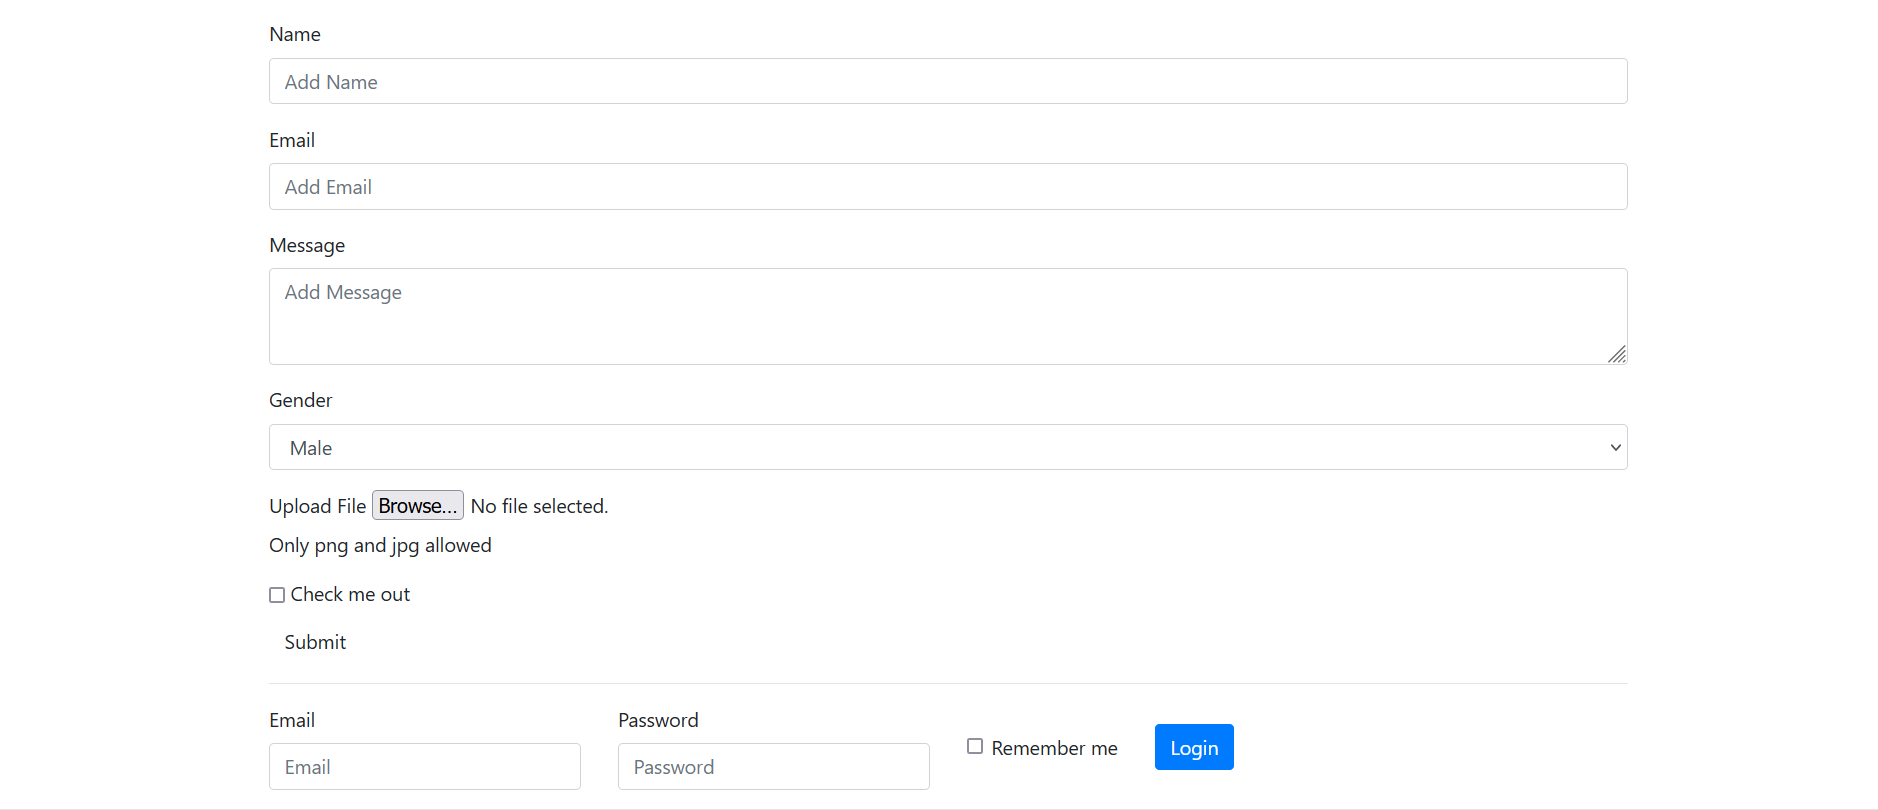 Name
Add Name
Email
Add Email
Message
Add Message
Gender
Male
Upload File Browse... No file selected.
Only png and jpg allowed
Check me out
Submit
Email Password
Email Password Remember me Login